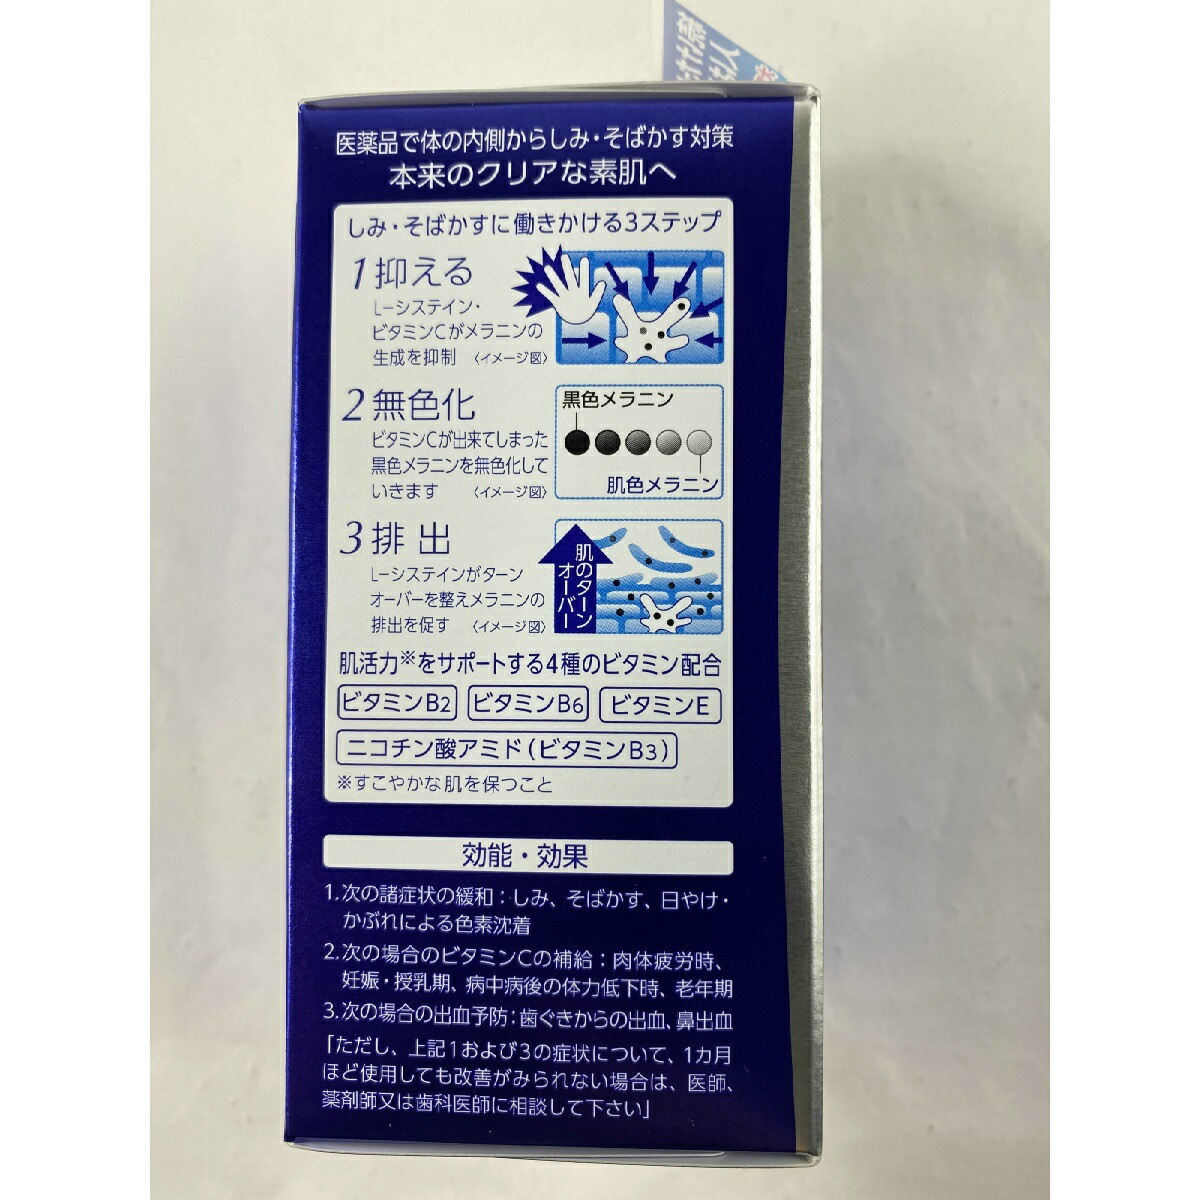 医薬品で体の内側からしみ・そばかす対策
本来のクリアな素肌へ
しみ・そばかすに働きかける3ステップ
1 抑える
L-システイン・
ビタミンCがメラニンの
生成を抑制 〈イメージ図〉
2 無色化
ビタミンCが出来てしまった
黒色メラニンを無色化して
いきます 〈イメージ図〉
黒色メラニン
肌色メラニン
3 排出
L-システインがターン
オーバーを整えメラニンの
排出を促す 〈イメージ図〉
肌のターン
オーバー
肌活力※をサポートする4種のビタミン配合
ビタミンB2 ビタミンB6 ビタミンE
ニコチン酸アミド(ビタミンB3)
※すこやかな肌を保つこと
効能・効果
1.次の諸症状の緩和：しみ、そばかす、日やけ・
かぶれによる色素沈着
2.次の場合のビタミンCの補給：肉体疲労時、
妊娠・授乳期、病中病後の体力低下時、老年期
3.次の場合の出血予防：歯ぐきからの出血、鼻出血
「ただし、上記1および3の症状について、1カ月
ほど使用しても改善がみられない場合は、医師、
薬剤師又は歯科医師に相談して下さい」